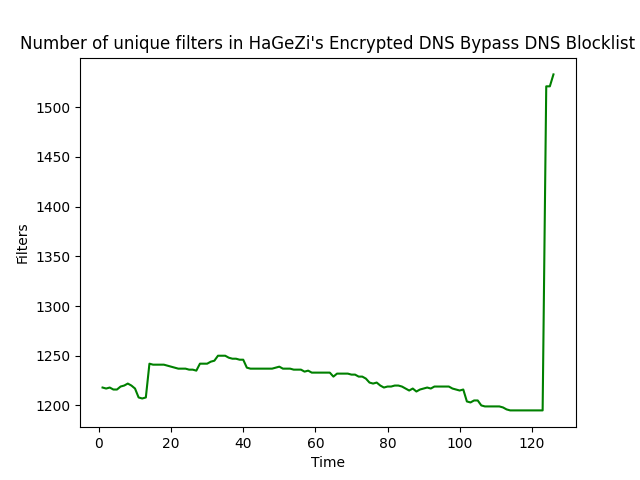 Number of unique filters in HaGeZi's Encrypted DNS Bypass DNS Blocklist
1500
1450
1400
1350
1300
1250
1200
Filters
0 20 40 60 80 100 120
Time